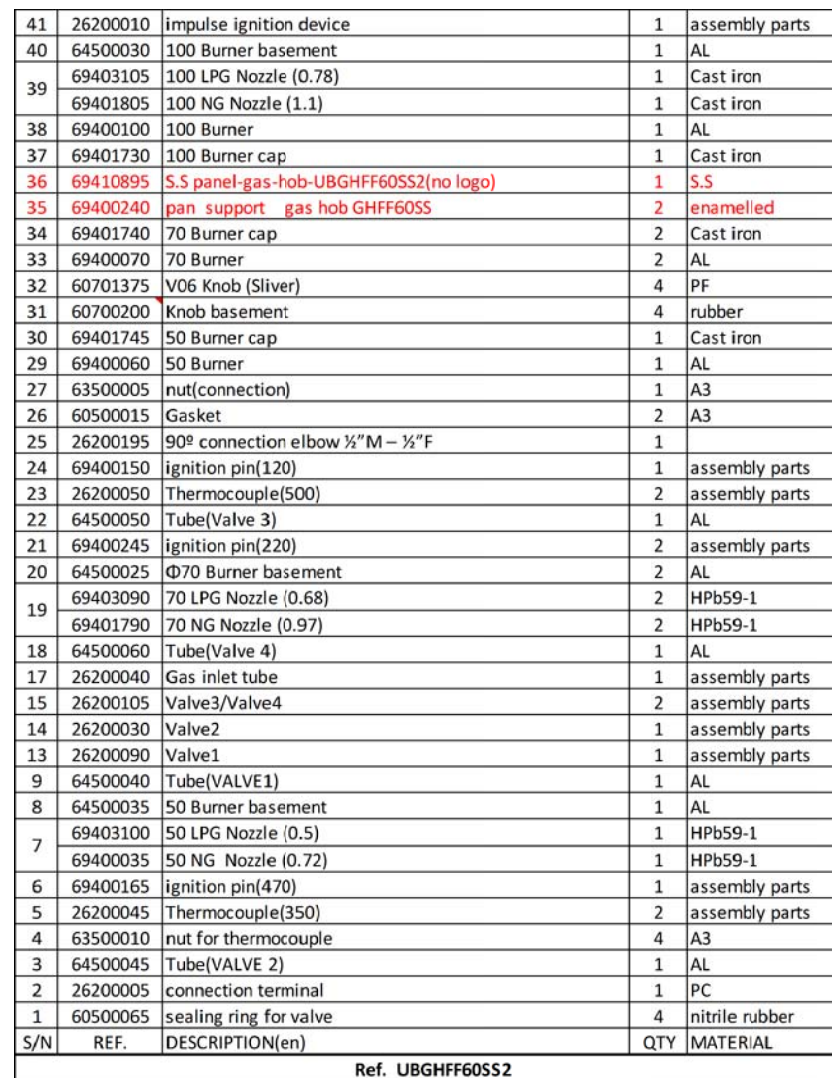 41 26200010 impulse ignition device 1 assembly parts
40 64500030 100 Burner basement 1 AL
39 69403105 100 LPG Nozzle (0.78) 1 Cast iron
69401805 100 NG Nozzle (1.1) 1 Cast iron
38 69400100 100 Burner 1 AL
37 69401730 100 Burner cap 1 Cast iron
36 69410895 S.S panel-gas-hob-UBGHFF60SS2(no logo) 1 S.S
35 69400240 pan support gas hob GHFF60SS 2 enamelled
34 69401740 70 Burner cap 2 Cast iron
33 69400070 70 Burner 2 AL
32 60701375 V06 Knob (Sliver) 4 PF
31 60700200 Knob basement 4 rubber
30 69401745 50 Burner cap 1 Cast iron
29 69400060 50 Burner 1 AL
27 63500005 nut(connection) 1 A3
26 60500015 Gasket 2 A3
25 26200195 90º connection elbow ½”M – ½”F 1
24 69400150 ignition pin(120) 1 assembly parts
23 26200050 Thermocouple(500) 2 assembly parts
22 64500050 Tube(Valve 3) 1 AL
21 69400245 ignition pin(220) 2 assembly parts
20 64500025 Φ70 Burner basement 2 AL
19 69403090 70 LPG Nozzle (0.68) 2 HPb59-1
69401790 70 NG Nozzle (0.97) 2 HPb59-1
18 64500060 Tube(Valve 4) 1 AL
17 26200040 Gas inlet tube 1 assembly parts
15 26200105 Valve3/Valve4 2 assembly parts
14 26200030 Valve2 1 assembly parts
13 26200090 Valve1 1 assembly parts
9 64500040 Tube(VALVE1) 1 AL
8 64500035 50 Burner basement 1 AL
7 69403100 50 LPG Nozzle (0.5) 1 HPb59-1
69400035 50 NG Nozzle (0.72) 1 HPb59-1
6 69400165 ignition pin(470) 1 assembly parts
5 26200045 Thermocouple(350) 2 assembly parts
4 63500010 nut for thermocouple 4 A3
3 64500045 Tube(VALVE 2) 1 AL
2 26200005 connection terminal 1 PC
1 60500065 sealing ring for valve 4 nitrile rubber
S/N REF. DESCRIPTION(en) QTY MATERIAL
Ref. UBGHFF60SS2